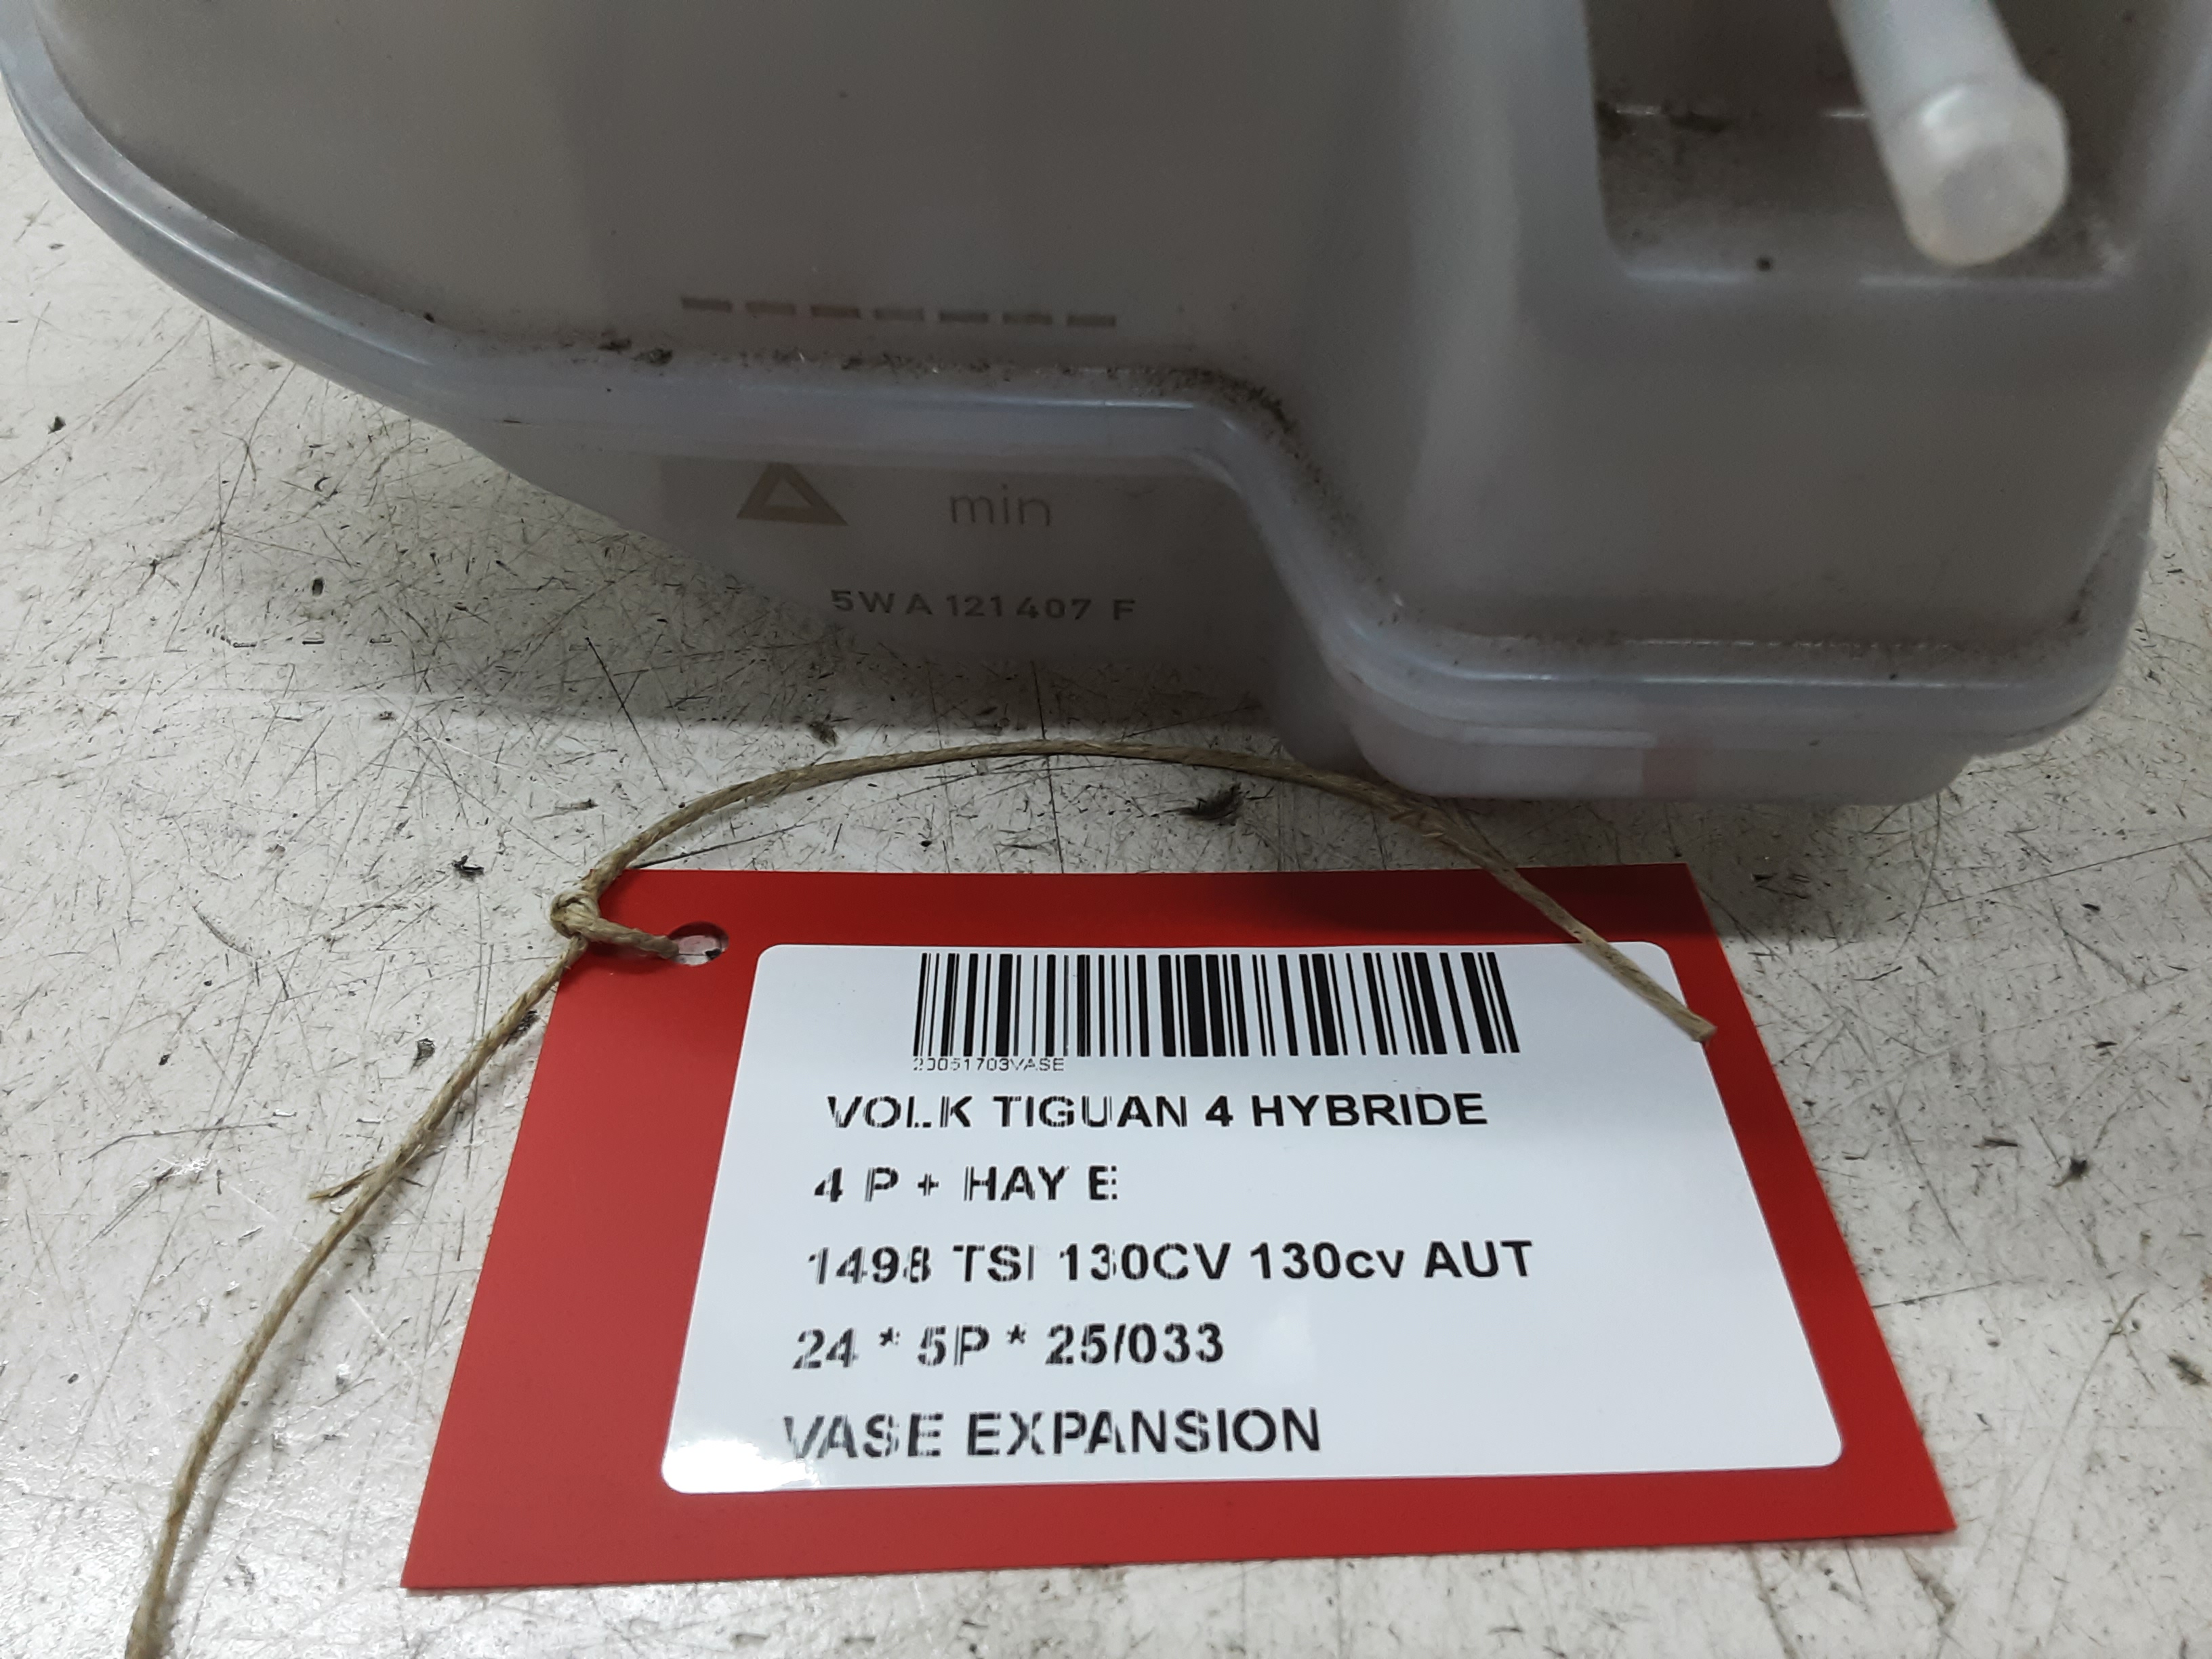 min
5WA 121 407 F
20051703VASE
VOLK TIGUAN 4 HYBRIDE
4 P + HAY E
1498 TSI 130CV 130cv AUT
24 * 5P * 25/033
VASE EXPANSION